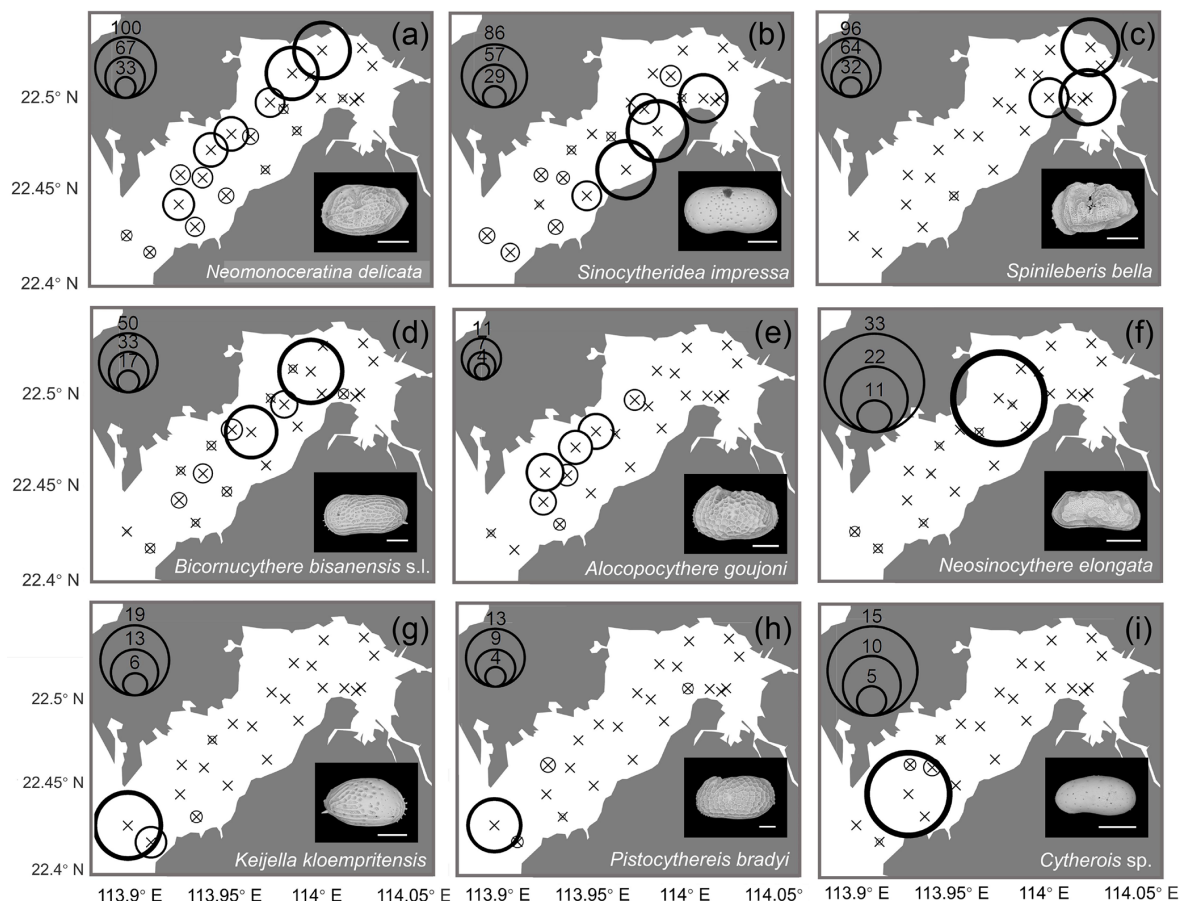 100
67
33
(a)
Neomonoceratina delicata
86
57
29
(b)
Sinocytheridea impressa
96
64
32
(c)
Spinileberis bella
22.5° N
22.45° N
22.4° N
50
33
17
(d)
Bicornucythere bisanensis s.l.
11
7
4
(e)
Alocopocythere goujoni
33
22
11
(f)
Neosinocythere elongata
22.5° N
22.45° N
22.4° N
19
13
6
(g)
Keijella kloempritensis
13
9
4
(h)
Pistocythereis bradyi
15
10
5
(i)
Cytherois sp.
22.5° N
22.45° N
22.4° N
113.9° E 113.95° E 114° E 114.05° E
113.9° E 113.95° E 114° E 114.05° E
113.9° E 113.95° E 114° E 114.05° E